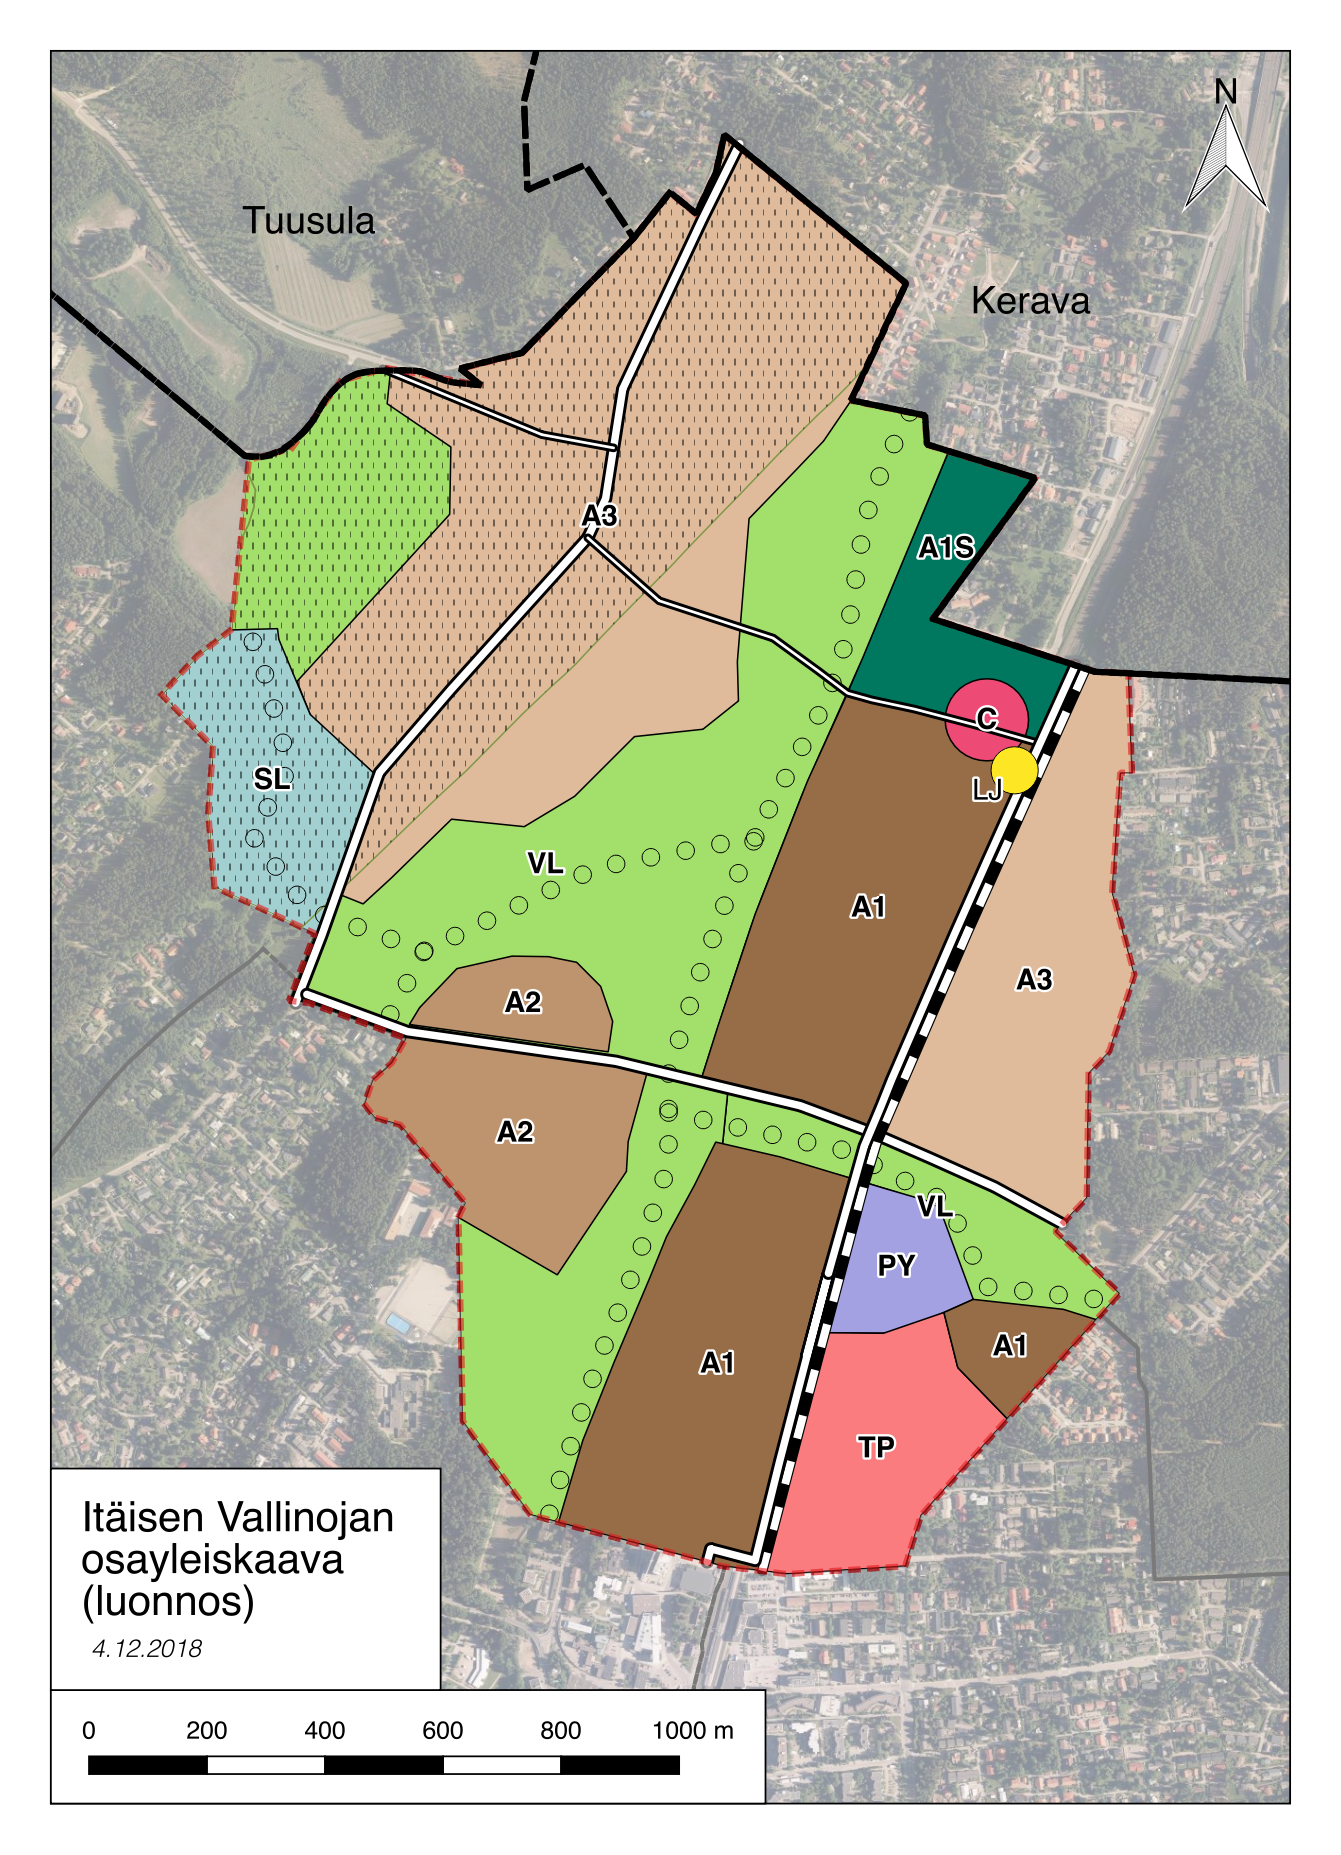 N
Tuusula
Kerava
A3
A1S
C
LJ
SL
VL
A1
A3
A2
A2
VL
PY
A1
A1
TP
Itäisen Vallinojan
osayleiskaava
(luonnos)
4.12.2018
0 200 400 600 800 1000 m